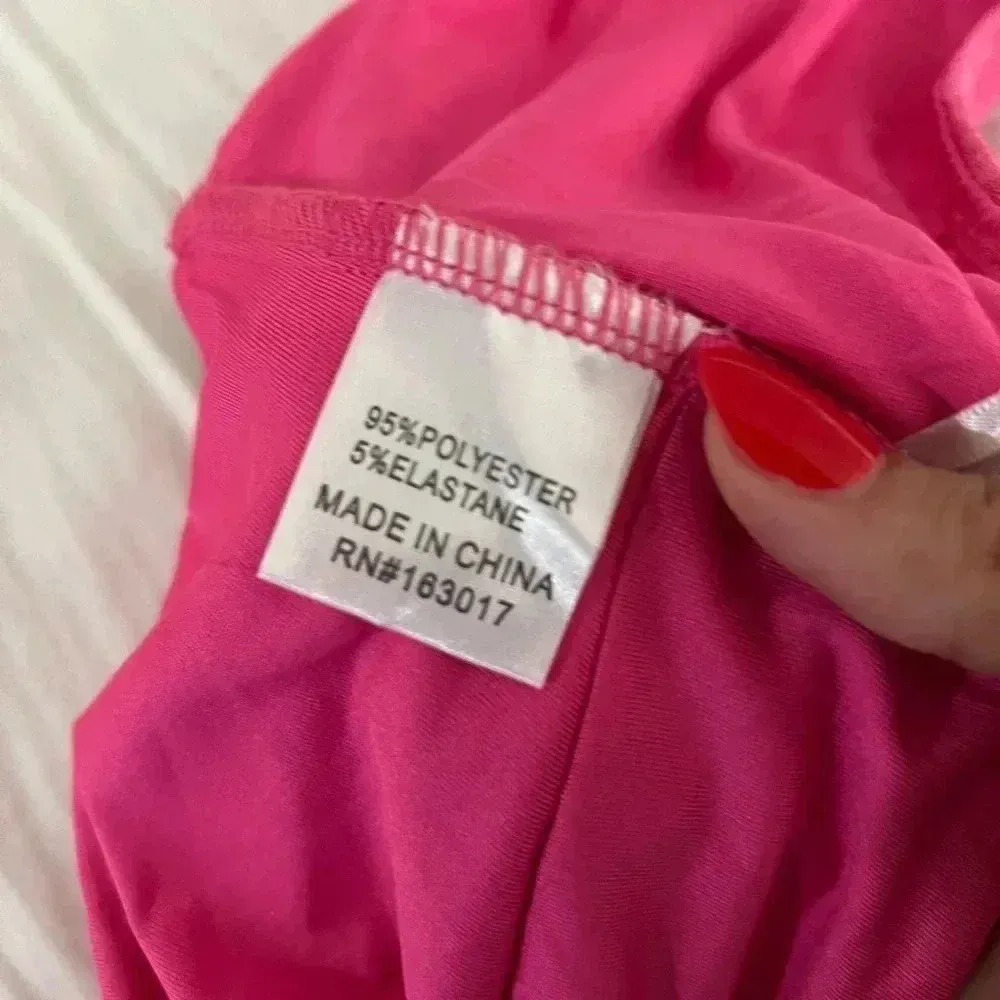 95%POLYESTER
5%ELASTANE
MADE IN CHINA
RN#163017